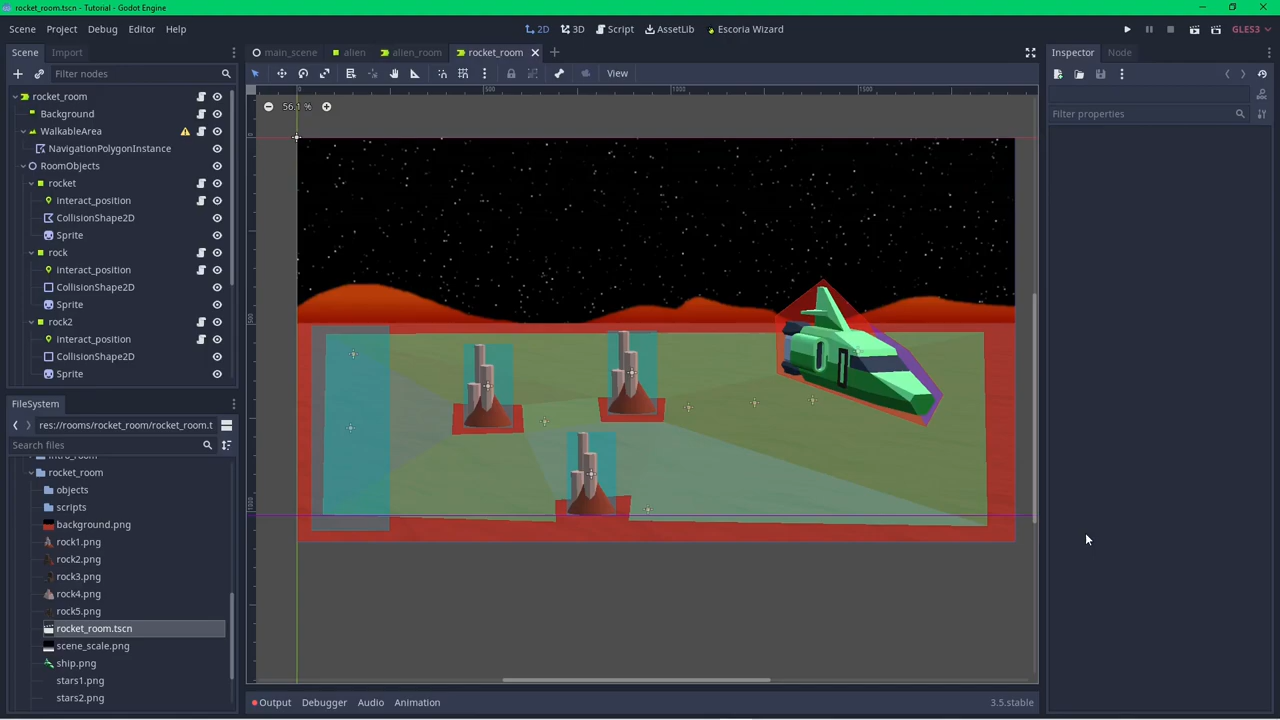 rocket_room.tscn - Tutorial - Godot Engine
Scene Project Debug Editor Help
2D 3D Script AssetLib Escoria Wizard
GLES3
Scene Import
main_scene alien alien_room rocket_room
Inspector Node
Filter nodes
View
Filter properties
56.1 %
0 500 1000 1500
0 500 1000
rocket_room
Background
WalkableArea
NavigationPolygonInstance
RoomObjects
rocket
interact_position
CollisionShape2D
Sprite
rock
interact_position
CollisionShape2D
Sprite
rock2
interact_position
CollisionShape2D
Sprite
FileSystem
res://rooms/rocket_room/rocket_room.t
Search files
rocket_room
objects
scripts
background.png
rock1.png
rock2.png
rock3.png
rock4.png
rock5.png
rocket_room.tscn
scene_scale.png
ship.png
stars1.png
stars2.png
Output Debugger Audio Animation
3.5.stable